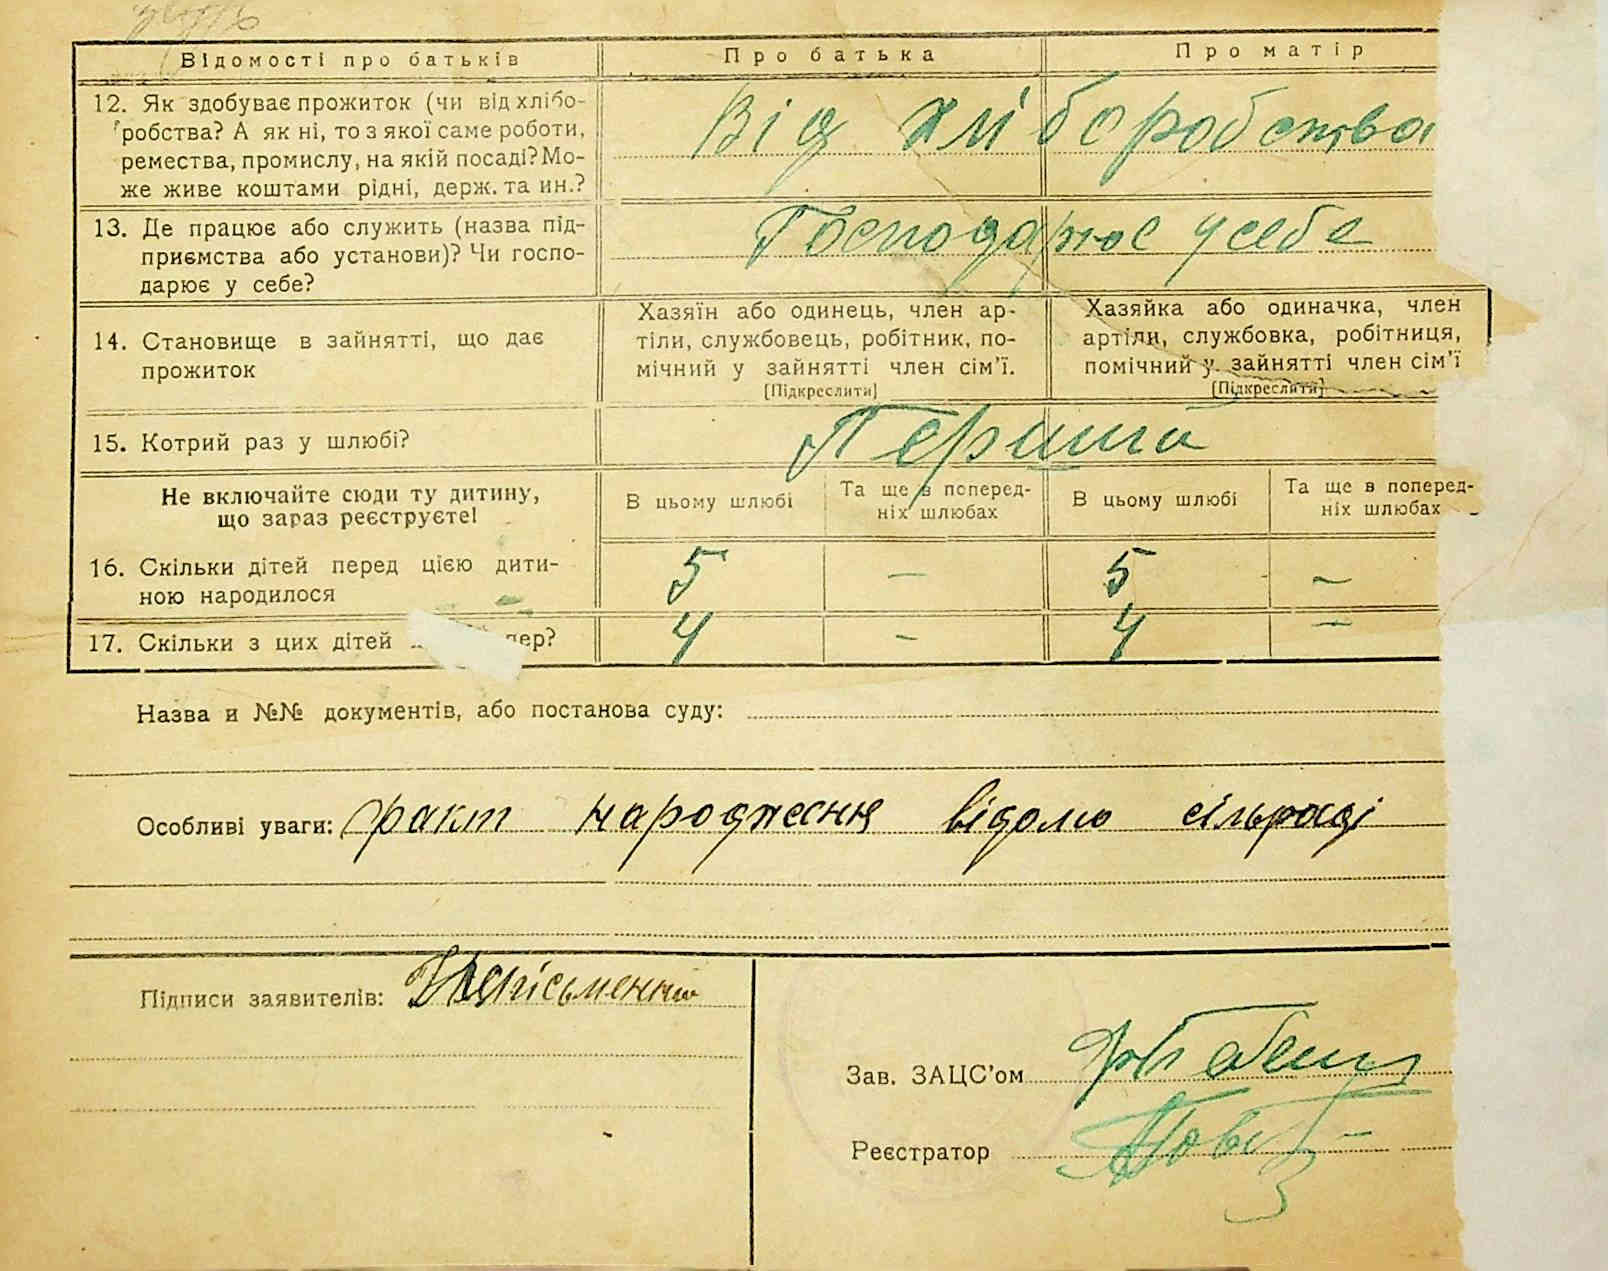 Відомості про батьків Про батька Про матір
12. Як здобуває прожиток (чи від хлібо-
робства? А як ні, то з якої саме роботи,
ремества, промислу, на якій посаді? Мо-
же живе коштами рідні, держ. та ин.?
Від хліборобства
13. Де працює або служить (назва під-
приємства або установи)? Чи госпо-
дарює у себе?
Господарює у себе
14. Становище в зайнятті, що дає
прожиток
Хазяїн або одинець, член ар-
тіли, службовець, робітник, по-
мічний у зайнятті член сім'ї.
(Підкреслити)
Хазяйка або одиначка, член
артіли, службовка, робітниця,
помічний у зайнятті член сім'ї
(Підкреслити)
15. Котрий раз у шлюбі?
Перший
Не включайте сюди ту дитину,
що зараз реєструєте!
В цьому шлюбі
Та ще в поперед-
ніх шлюбах
В цьому шлюбі
Та ще в поперед-
ніх шлюбах
16. Скільки дітей перед цією дити-
ною народилося
5 — 5 —
17. Скільки з цих дітей пер?
4 — 4 —
Назва и №№ документів, або постанова суду:
Особливі уваги: факт народження відомо сільраді
Підписи заявителів: Неписьменний
Зав. ЗАЦС'ом
Реєстратор